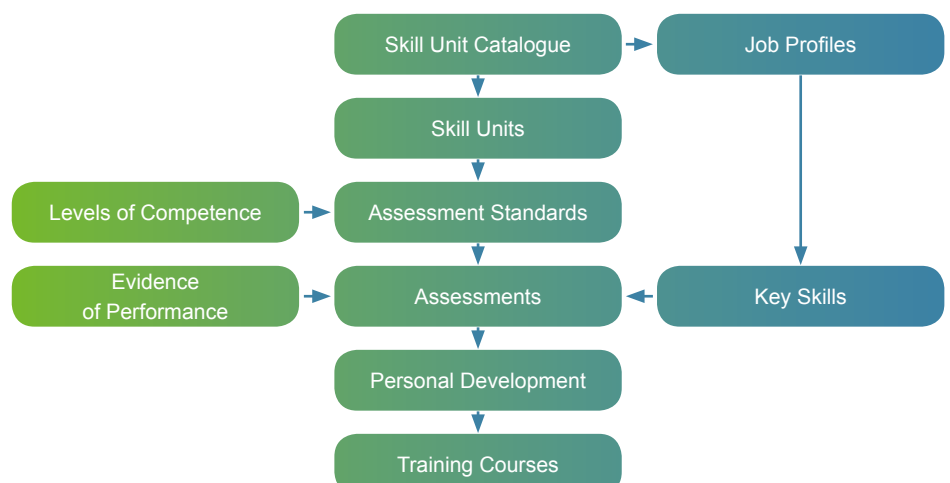 Skill Unit Catalogue
Job Profiles
Skill Units
Levels of Competence
Assessment Standards
Evidence
of Performance
Assessments
Key Skills
Personal Development
Training Courses